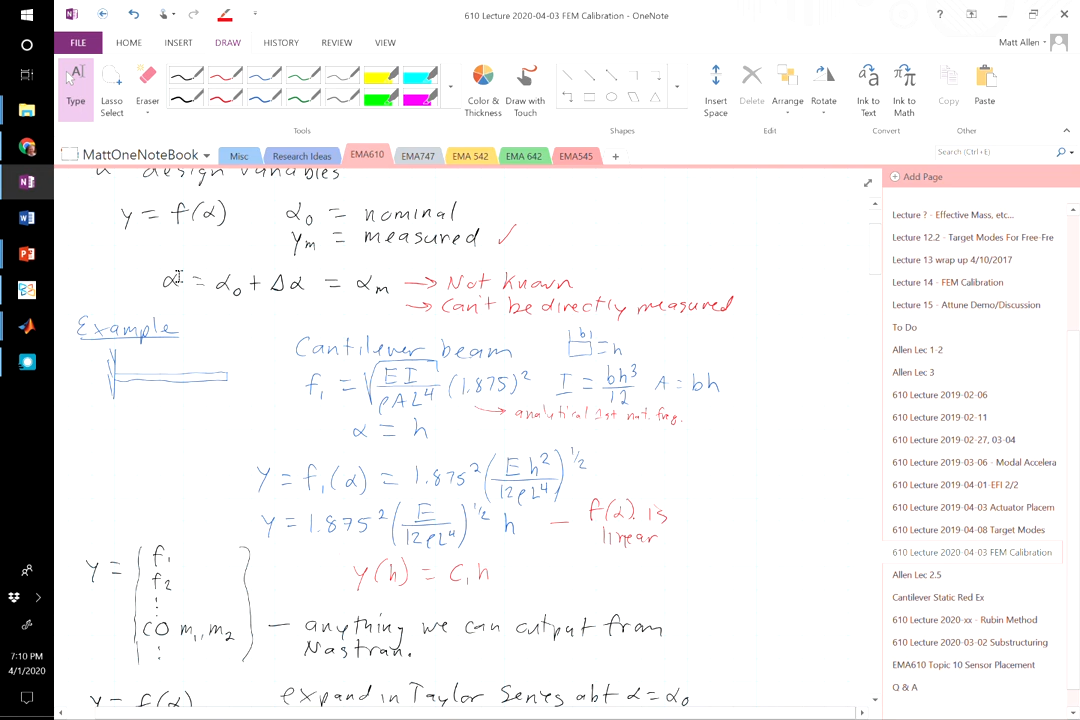 610 Lecture 2020-04-03 FEM Calibration - OneNote
?
FILE HOME INSERT DRAW HISTORY REVIEW VIEW
Matt Allen
Type
Lasso Select
Eraser
Color & Thickness
Draw with Touch
Insert Space
Delete
Arrange
Rotate
Ink to Text
Ink to Math
Copy
Paste
Tools
Shapes
Edit
Convert
Other
MattOneNoteBook
Misc
Research Ideas
EMA610
EMA747
EMA 542
EMA 642
EMA545
+
Search (Ctrl+E)
design variables
y = f(α) α₀ = nominal
yₘ = measured ✓
α = α₀ + Δα = αₘ → Not known
→ Can't be directly measured
Example
Cantilever beam b = h
f₁ = √(EI/ρAL⁴) (1.875)² I = bh³/12 A = bh
→ analytical 1st nat. freq.
α = h
y = f₁(α) = 1.875² (Eh²/12ρL⁴)^1/2
y = 1.875² (E/12ρL⁴)^1/2 h — f(α) is
linear
y(h) = C₁h
y = { f₁
f₂
⋮
CO m₁, m₂ } — anything we can output from
Nastran.
⋮
y = f(α) expand in Taylor Series abt α = α₀
Add Page
Lecture ? - Effective Mass, etc...
Lecture 12.2 - Target Modes For Free-Fre
Lecture 13 wrap up 4/10/2017
Lecture 14 - FEM Calibration
Lecture 15 - Attune Demo/Discussion
To Do
Allen Lec 1-2
Allen Lec 3
610 Lecture 2019-02-06
610 Lecture 2019-02-11
610 Lecture 2019-02-27, 03-04
610 Lecture 2019-03-06 - Modal Accelera
610 Lecture 2019-04-01-EFI 2/2
610 Lecture 2019-04-03 Actuator Placem
610 Lecture 2019-04-08 Target Modes
610 Lecture 2020-04-03 FEM Calibration
Allen Lec 2.5
Cantilever Static Red Ex
610 Lecture 2020-xx - Rubin Method
610 Lecture 2020-03-02 Substructuring
EMA610 Topic 10 Sensor Placement
Q & A
7:10 PM
4/1/2020